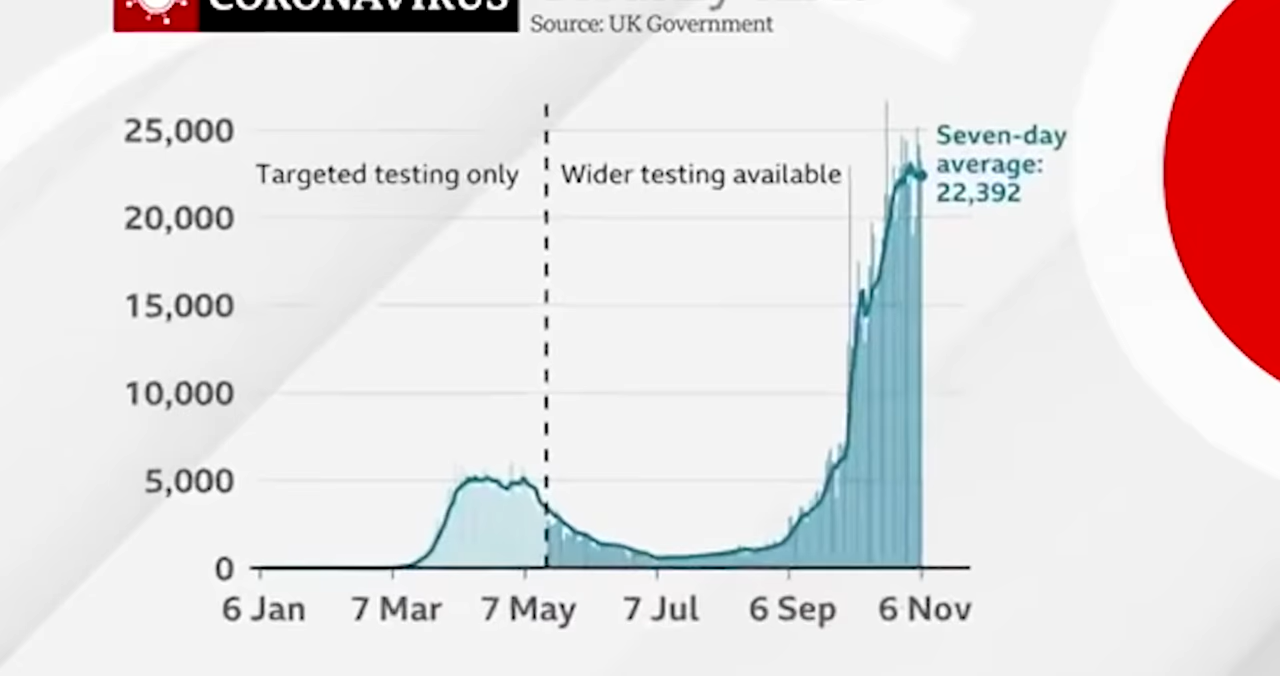 CORONAVIRUS
Source: UK Government
25,000
Seven-day
average:
22,392
Targeted testing only
Wider testing available
20,000
15,000
10,000
5,000
0
6 Jan
7 Mar
7 May
7 Jul
6 Sep
6 Nov